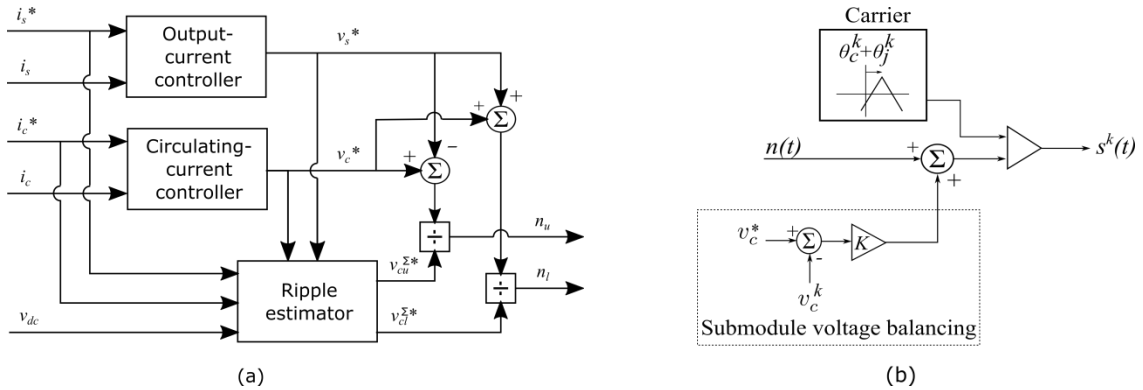 i_s*
Output-
current
controller
v_s*
i_s
+
+
Σ
i_c*
Circulating-
current
controller
v_c*
+
−
Σ
i_c
÷
n_u
v_cu^Σ*
Ripple
estimator
÷
n_l
v_dc
v_cl^Σ*
(a)
Carrier
θ_c^k+θ_j^k
n(t)
+
Σ
+
s^k(t)
v_c*
+
Σ
-
K
v_c^k
Submodule voltage balancing
(b)